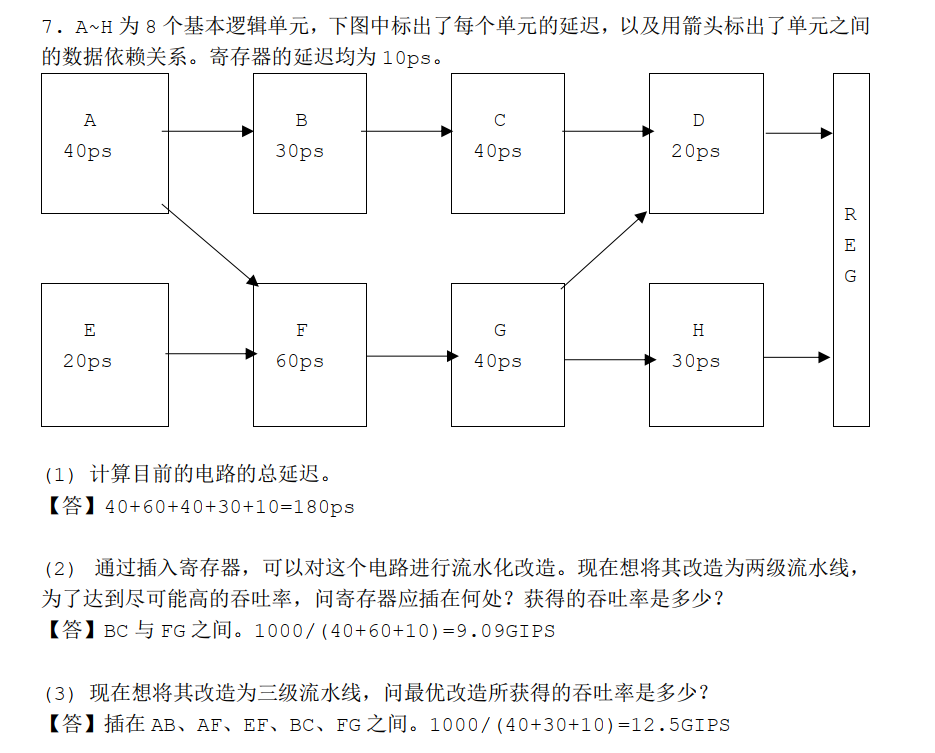 7. A~H 为 8 个基本逻辑单元，下图中标出了每个单元的延迟，以及用箭头标出了单元之间
的数据依赖关系。寄存器的延迟均为 10ps。
A
40ps
B
30ps
C
40ps
D
20ps
R
E
G
E
20ps
F
60ps
G
40ps
H
30ps
(1) 计算目前的电路的总延迟。
【答】40+60+40+30+10=180ps
(2) 通过插入寄存器，可以对这个电路进行流水化改造。现在想将其改造为两级流水线，
为了达到尽可能高的吞吐率，问寄存器应插在何处？获得的吞吐率是多少？
【答】BC 与 FG 之间。1000/(40+60+10)=9.09GIPS
(3) 现在想将其改造为三级流水线，问最优改造所获得的吞吐率是多少？
【答】插在 AB、AF、EF、BC、FG 之间。1000/(40+30+10)=12.5GIPS